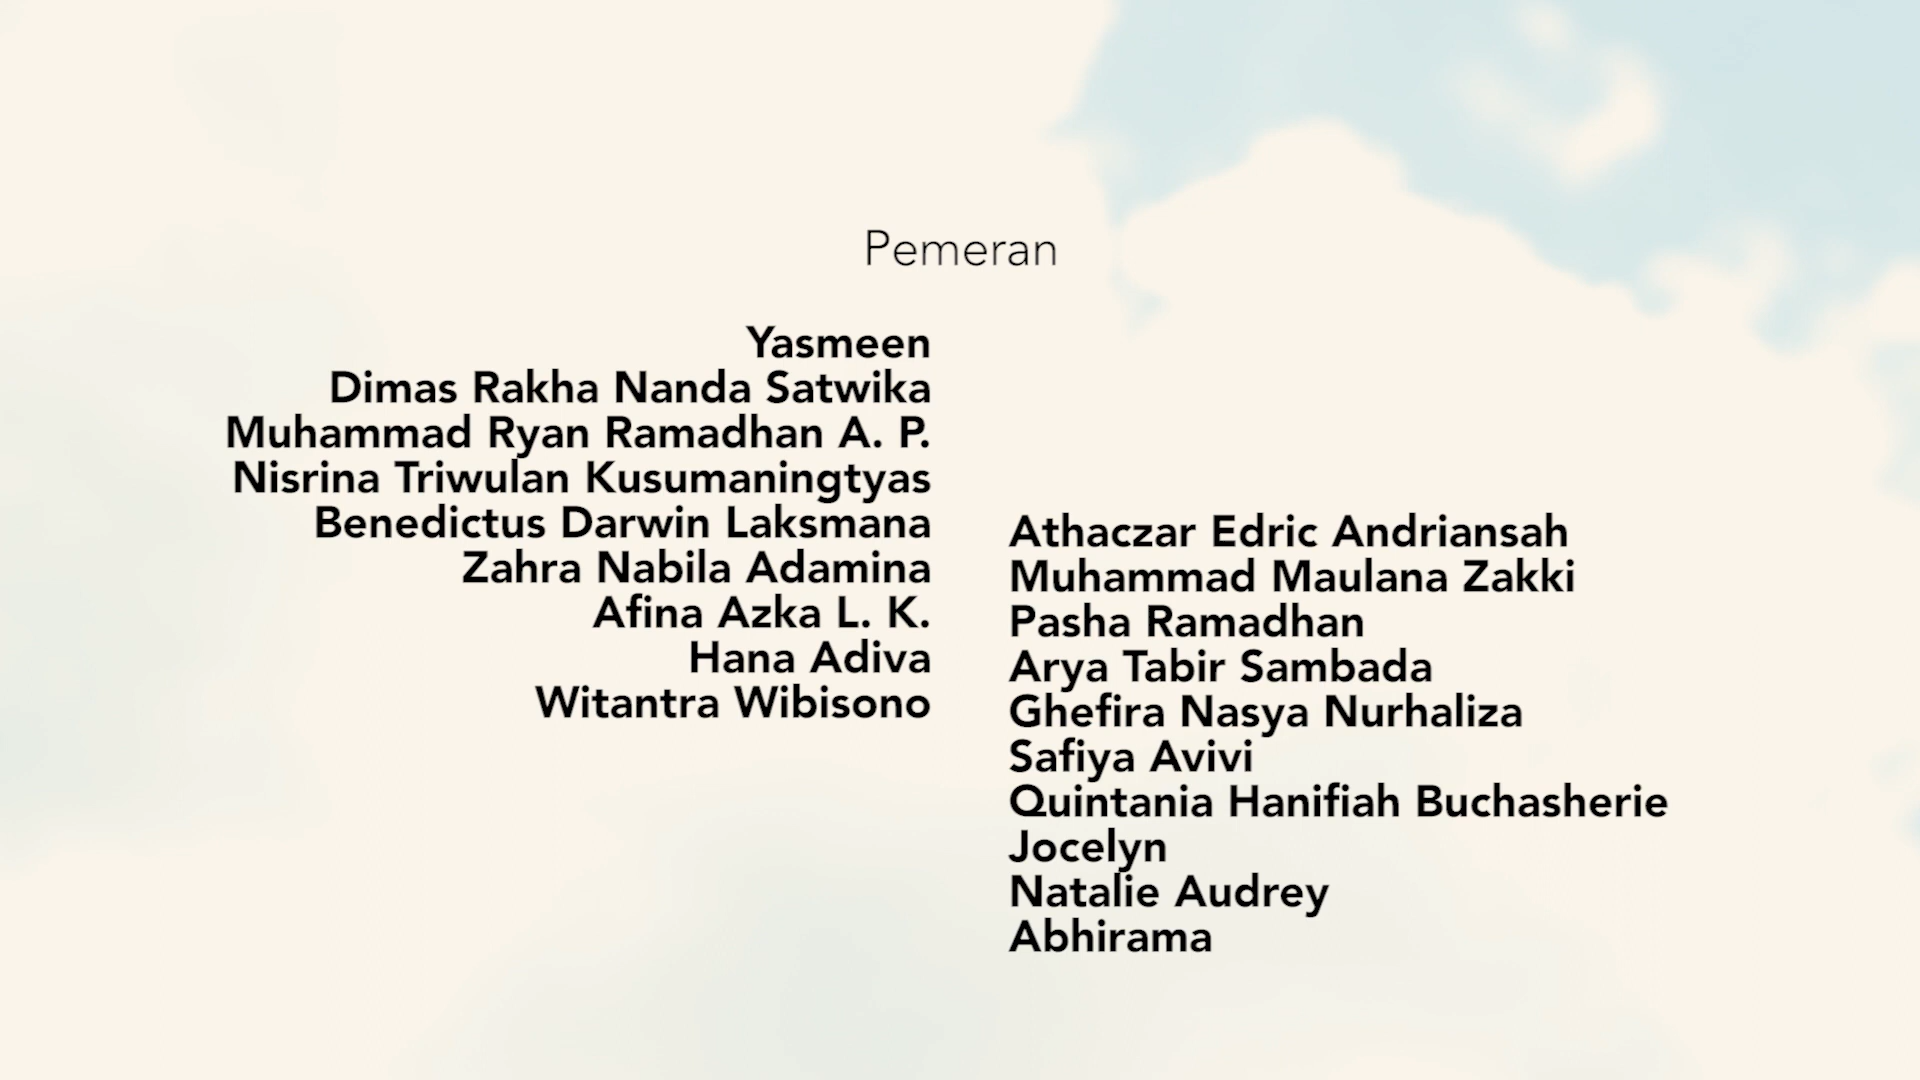 Pemeran
Yasmeen
Dimas Rakha Nanda Satwika
Muhammad Ryan Ramadhan A. P.
Nisrina Triwulan Kusumaningtyas
Benedictus Darwin Laksmana
Zahra Nabila Adamina
Afina Azka L. K.
Hana Adiva
Witantra Wibisono
Athaczar Edric Andriansah
Muhammad Maulana Zakki
Pasha Ramadhan
Arya Tabir Sambada
Ghefira Nasya Nurhaliza
Safiya Avivi
Quintania Hanifiah Buchasherie
Jocelyn
Natalie Audrey
Abhirama